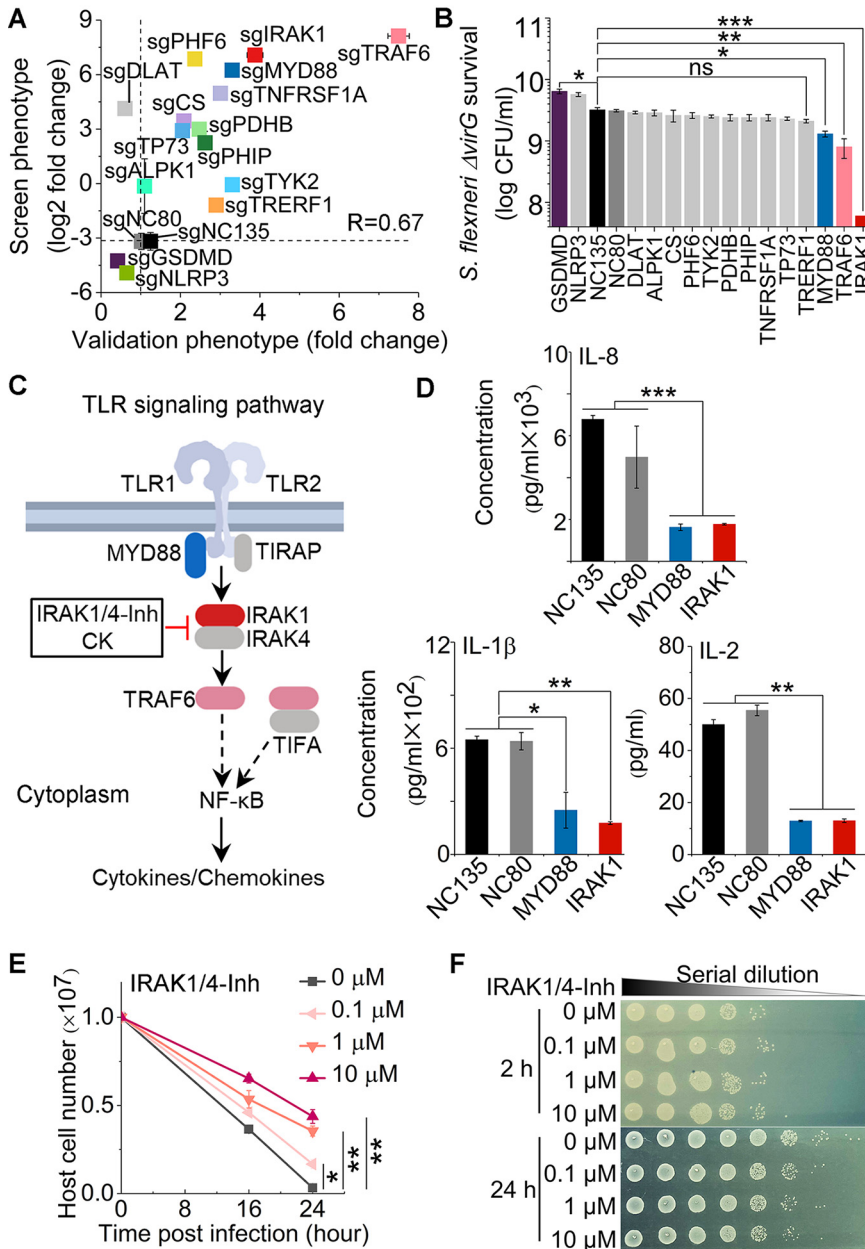 A
Screen phenotype
(log2 fold change)
9
6
3
0
-3
-6
sgPHF6
sgIRAK1
sgTRAF6
sgDLAT
sgMYD88
sgTNFRSF1A
sgCS
sgPDHB
sgTP73
sgPHIP
sgALPK1
sgTYK2
sgTRERF1
sgNC80
sgNC135
R=0.67
sgGSDMD
sgNLRP3
0 2 4 6 8
Validation phenotype (fold change)
B
S. flexneri ΔvirG survival
(log CFU/ml)
10¹⁰
10⁹
10⁸
***
**
*
ns
*
GSDMD
NLRP3
NC135
NC80
DLAT
ALPK1
CS
PHF6
TYK2
PDHB
PHIP
TNFRSF1A
TP73
TRERF1
MYD88
TRAF6
IRAK1
C
TLR signaling pathway
TLR1 TLR2
MYD88 TIRAP
IRAK1/4-Inh
CK
IRAK1
IRAK4
TRAF6
TIFA
Cytoplasm
NF-κB
Cytokines/Chemokines
D
IL-8
Concentration
(pg/ml×10³)
10
6
2
***
NC135 NC80 MYD88 IRAK1
IL-1β
Concentration
(pg/ml×10²)
12
6
0
**
*
NC135 NC80 MYD88 IRAK1
IL-2
(pg/ml)
80
60
40
20
0
**
NC135 NC80 MYD88 IRAK1
E
IRAK1/4-Inh
Host cell number (×10⁷)
1.0
0.5
0.0
0 μM
0.1 μM
1 μM
10 μM
*
**
**
0 8 16 24
Time post infection (hour)
F
IRAK1/4-Inh
Serial dilution
2 h
0 μM
0.1 μM
1 μM
10 μM
24 h
0 μM
0.1 μM
1 μM
10 μM